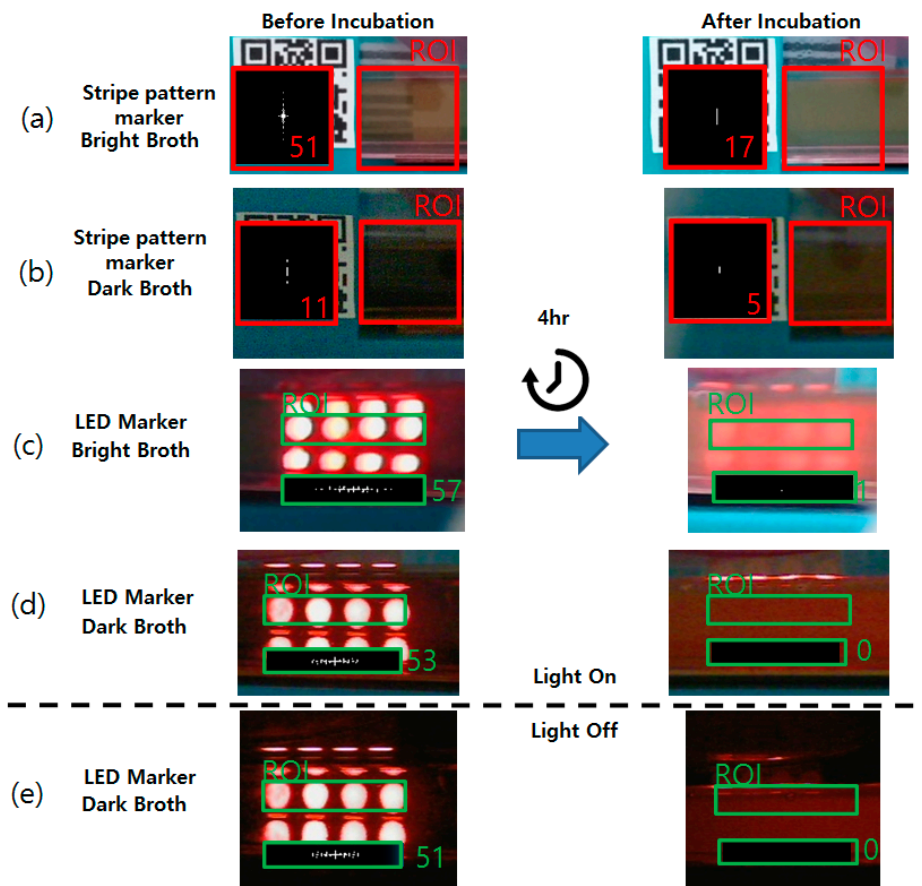 Before Incubation
After Incubation
(a)
Stripe pattern
marker
Bright Broth
ROI
51
ROI
17
(b)
Stripe pattern
marker
Dark Broth
ROI
11
ROI
5
4hr
(c)
LED Marker
Bright Broth
ROI
57
ROI
1
(d)
LED Marker
Dark Broth
ROI
53
ROI
0
Light On
Light Off
(e)
LED Marker
Dark Broth
ROI
51
ROI
0